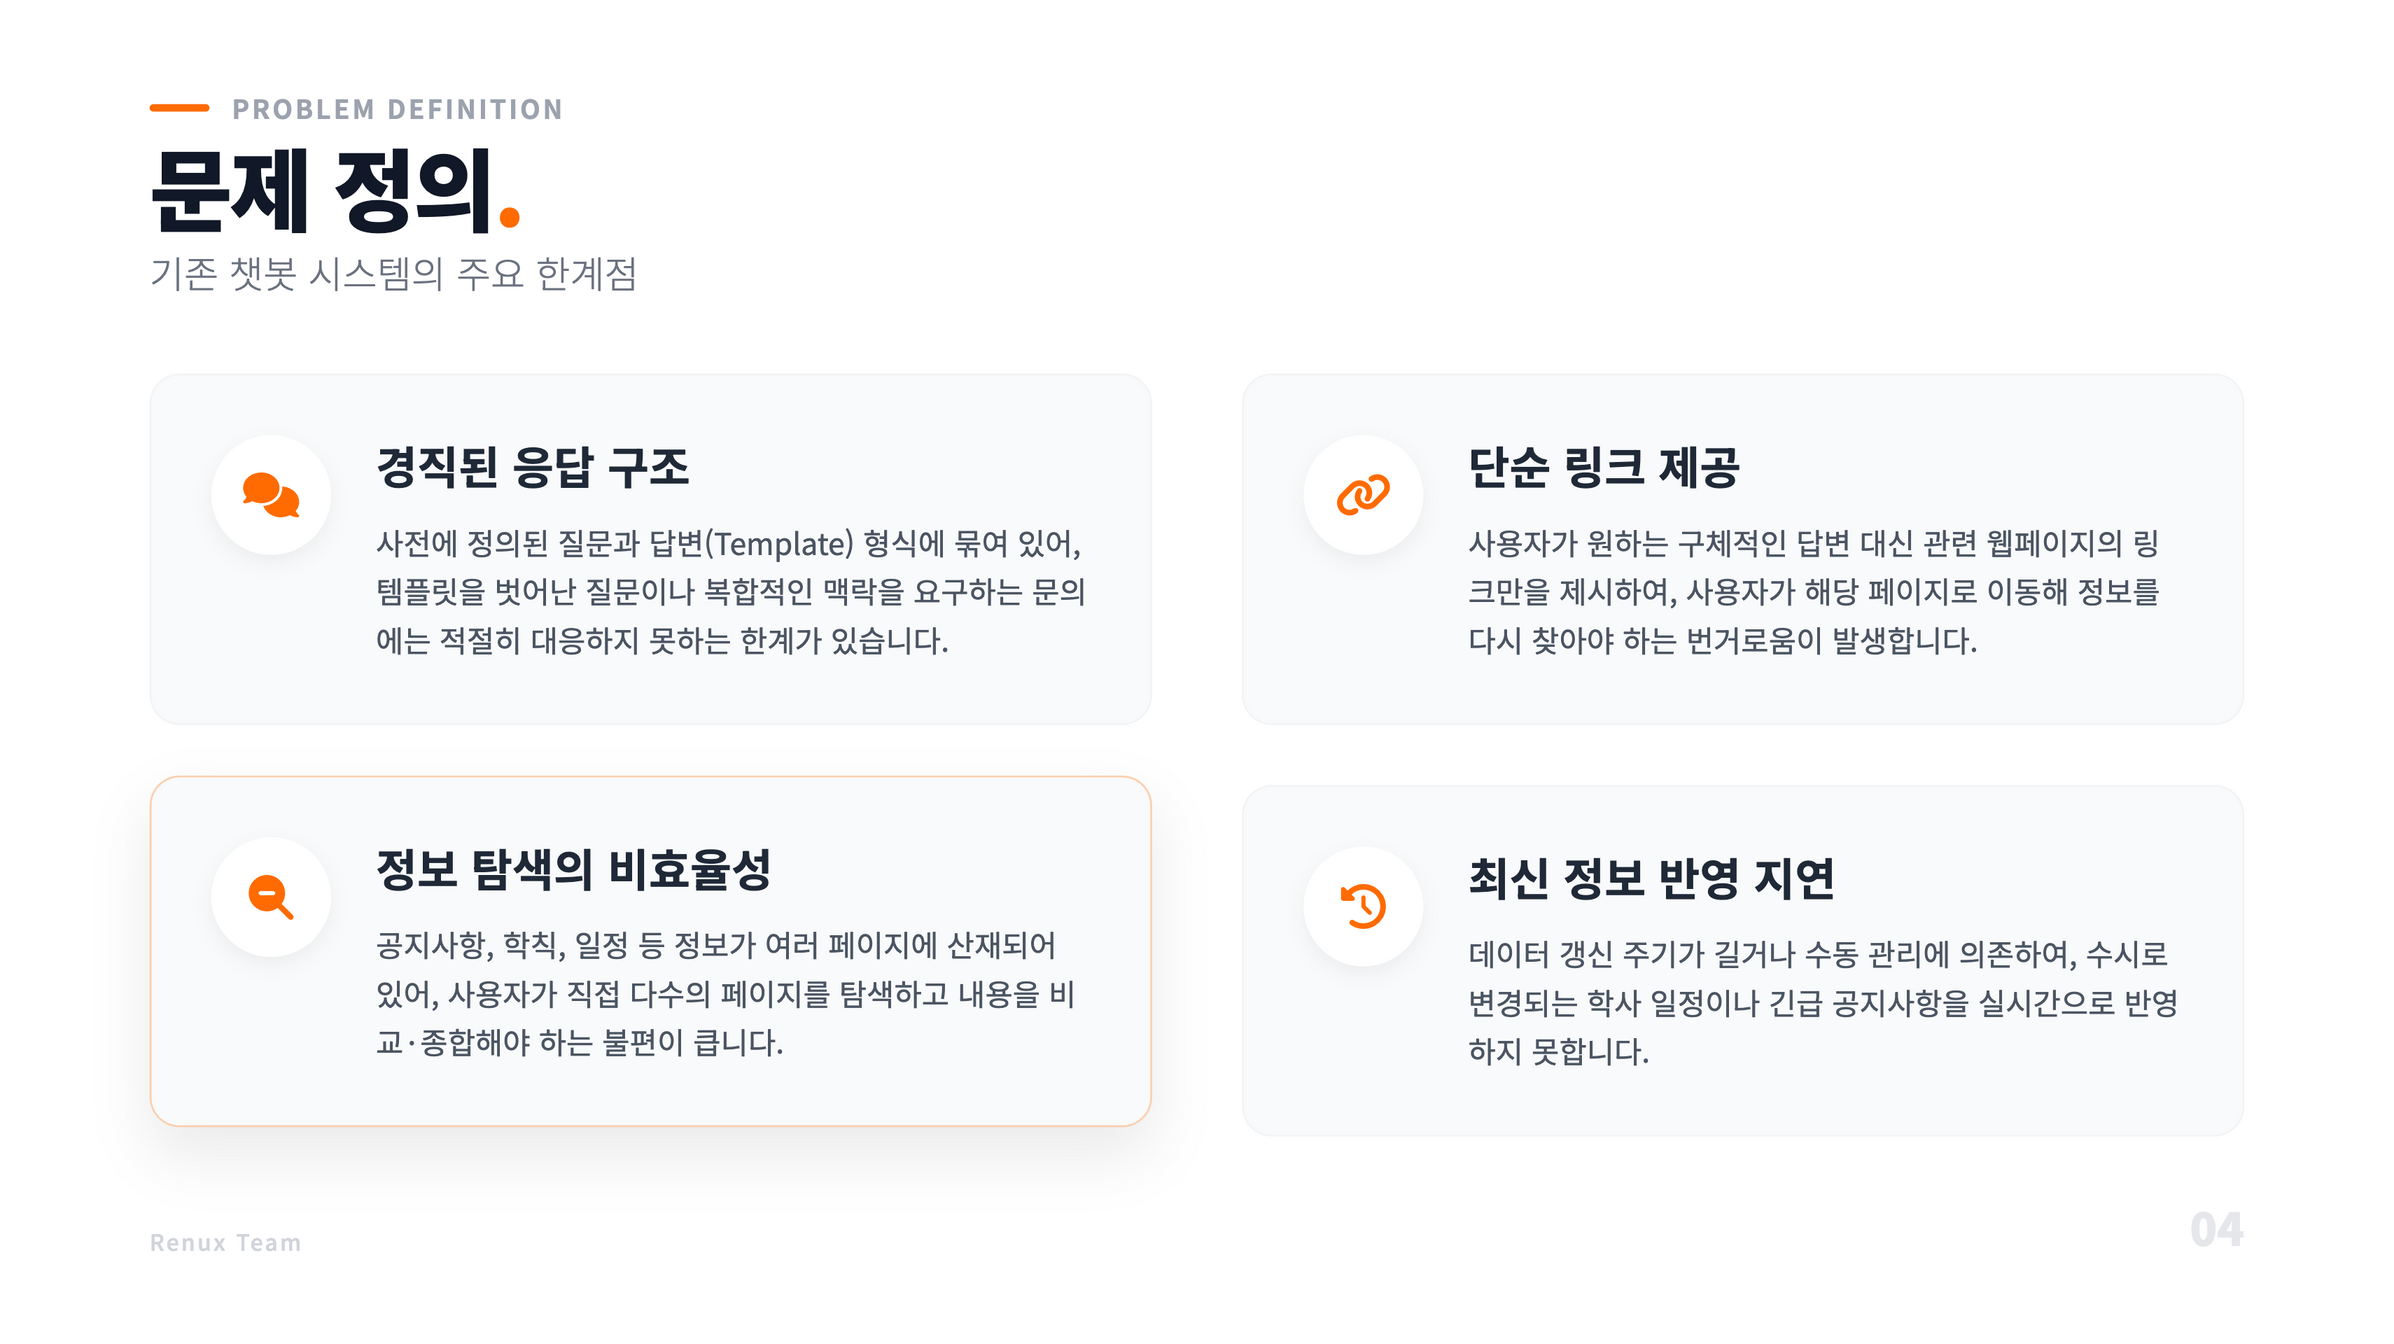 PROBLEM DEFINITION
문제 정의.
기존 챗봇 시스템의 주요 한계점
경직된 응답 구조
사전에 정의된 질문과 답변(Template) 형식에 묶여 있어,
템플릿을 벗어난 질문이나 복합적인 맥락을 요구하는 문의
에는 적절히 대응하지 못하는 한계가 있습니다.
단순 링크 제공
사용자가 원하는 구체적인 답변 대신 관련 웹페이지의 링
크만을 제시하여, 사용자가 해당 페이지로 이동해 정보를
다시 찾아야 하는 번거로움이 발생합니다.
정보 탐색의 비효율성
공지사항, 학칙, 일정 등 정보가 여러 페이지에 산재되어
있어, 사용자가 직접 다수의 페이지를 탐색하고 내용을 비
교·종합해야 하는 불편이 큽니다.
최신 정보 반영 지연
데이터 갱신 주기가 길거나 수동 관리에 의존하여, 수시로
변경되는 학사 일정이나 긴급 공지사항을 실시간으로 반영
하지 못합니다.
Renux Team
04